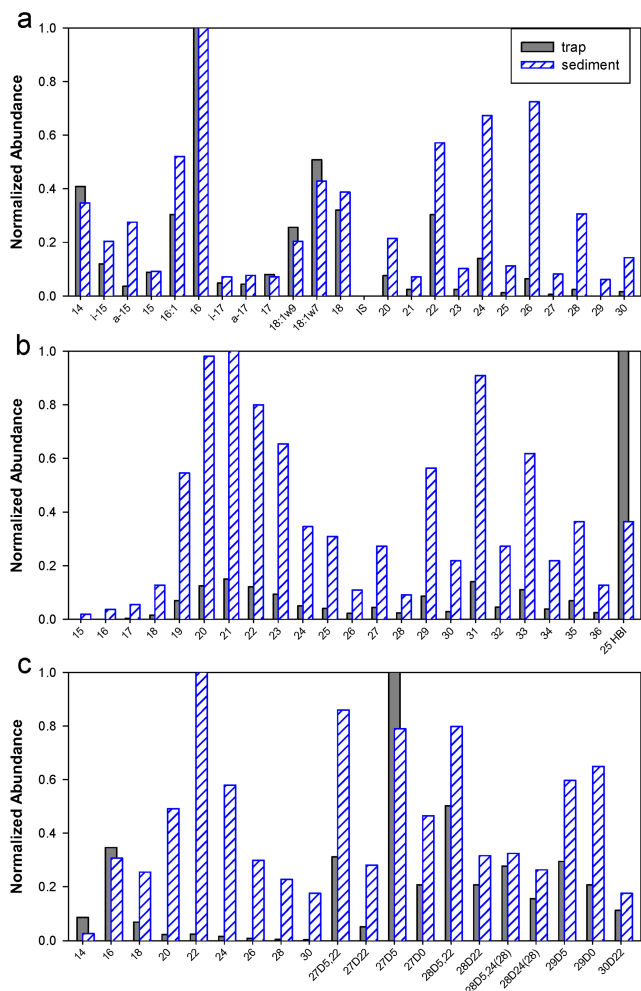 a
1.0
0.8
0.6
0.4
0.2
0.0
Normalized Abundance
trap
sediment
14 i-15 a-15 15 16:1 16 i-17 a-17 17 18:1w9 18:1w7 18 IS 20 21 22 23 24 25 26 27 28 29 30
b
1.0
0.8
0.6
0.4
0.2
0.0
Normalized Abundance
15 16 17 18 19 20 21 22 23 24 25 26 27 28 29 30 31 32 33 34 35 36 25 HBI
c
1.0
0.8
0.6
0.4
0.2
0.0
Normalized Abundance
14 16 18 20 22 24 26 28 30 27D5,22 27D22 27D5 27D0 28D5,22 28D22 28D5,24(28) 28D24(28) 29D5 29D0 30D22